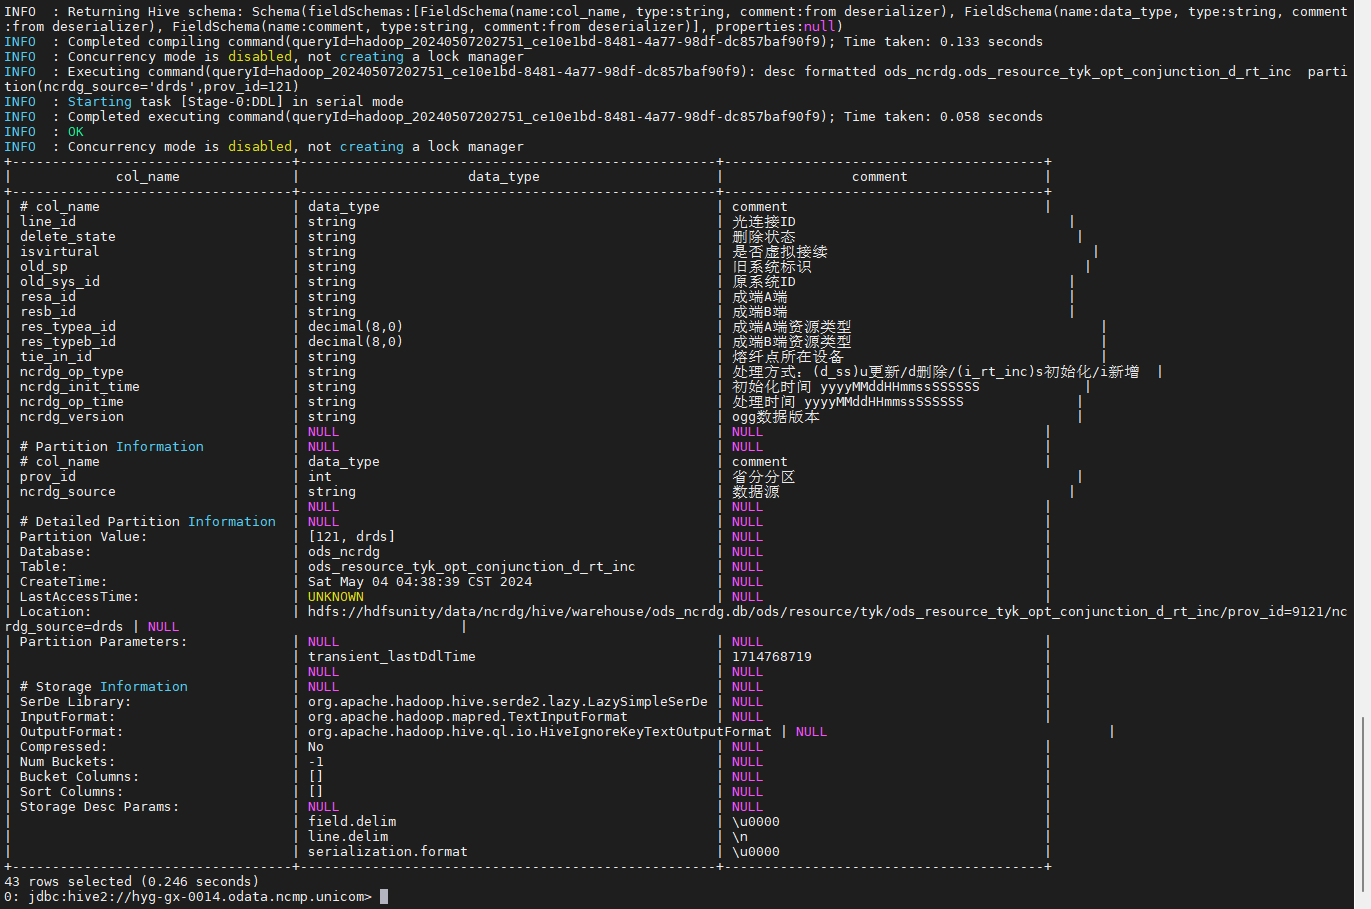 INFO  : Returning Hive schema: Schema(fieldSchemas:[FieldSchema(name:col_name, type:string, comment:from deserializer), FieldSchema(name:data_type, type:string, comment
:from deserializer), FieldSchema(name:comment, type:string, comment:from deserializer)], properties:null)
INFO  : Completed compiling command(queryId=hadoop_20240507202751_ce10e1bd-8481-4a77-98df-dc857baf90f9); Time taken: 0.133 seconds
INFO  : Concurrency mode is disabled, not creating a lock manager
INFO  : Executing command(queryId=hadoop_20240507202751_ce10e1bd-8481-4a77-98df-dc857baf90f9): desc formatted ods_ncrdg.ods_resource_tyk_opt_conjunction_d_rt_inc  parti
tion(ncrdg_source='drds',prov_id=121)
INFO  : Starting task [Stage-0:DDL] in serial mode
INFO  : Completed executing command(queryId=hadoop_20240507202751_ce10e1bd-8481-4a77-98df-dc857baf90f9); Time taken: 0.058 seconds
INFO  : OK
INFO  : Concurrency mode is disabled, not creating a lock manager
+-----------------------------------+----------------------------------------------------+----------------------------------------+
| col_name | data_type | comment |
+-----------------------------------+----------------------------------------------------+----------------------------------------+
| # col_name | data_type | comment |
| line_id | string | 光连接ID |
| delete_state | string | 删除状态 |
| isvirtural | string | 是否虚拟接续 |
| old_sp | string | 旧系统标识 |
| old_sys_id | string | 原系统ID |
| resa_id | string | 成端A端 |
| resb_id | string | 成端B端 |
| res_typea_id | decimal(8,0) | 成端A端资源类型 |
| res_typeb_id | decimal(8,0) | 成端B端资源类型 |
| tie_in_id | string | 熔纤点所在设备 |
| ncrdg_op_type | string | 处理方式：(d_ss)u更新/d删除/(i_rt_inc)s初始化/i新增 |
| ncrdg_init_time | string | 初始化时间 yyyyMMddHHmmssSSSSSS |
| ncrdg_op_time | string | 处理时间 yyyyMMddHHmmssSSSSSS |
| ncrdg_version | string | ogg数据版本 |
| | NULL | NULL |
| # Partition Information | NULL | NULL |
| # col_name | data_type | comment |
| prov_id | int | 省分分区 |
| ncrdg_source | string | 数据源 |
| | NULL | NULL |
| # Detailed Partition Information | NULL | NULL |
| Partition Value: | [121, drds] | NULL |
| Database: | ods_ncrdg | NULL |
| Table: | ods_resource_tyk_opt_conjunction_d_rt_inc | NULL |
| CreateTime: | Sat May 04 04:38:39 CST 2024 | NULL |
| LastAccessTime: | UNKNOWN | NULL |
| Location: | hdfs://hdfsunity/data/ncrdg/hive/warehouse/ods_ncrdg.db/ods/resource/tyk/ods_resource_tyk_opt_conjunction_d_rt_inc/prov_id=9121/nc
rdg_source=drds | NULL |
| Partition Parameters: | NULL | NULL |
| | transient_lastDdlTime | 1714768719 |
| | NULL | NULL |
| # Storage Information | NULL | NULL |
| SerDe Library: | org.apache.hadoop.hive.serde2.lazy.LazySimpleSerDe | NULL |
| InputFormat: | org.apache.hadoop.mapred.TextInputFormat | NULL |
| OutputFormat: | org.apache.hadoop.hive.ql.io.HiveIgnoreKeyTextOutputFormat | NULL |
| Compressed: | No | NULL |
| Num Buckets: | -1 | NULL |
| Bucket Columns: | [] | NULL |
| Sort Columns: | [] | NULL |
| Storage Desc Params: | NULL | NULL |
| | field.delim | \u0000 |
| | line.delim | \n |
| | serialization.format | \u0000 |
+-----------------------------------+----------------------------------------------------+----------------------------------------+
43 rows selected (0.246 seconds)
0: jdbc:hive2://hyg-gx-0014.odata.ncmp.unicom>